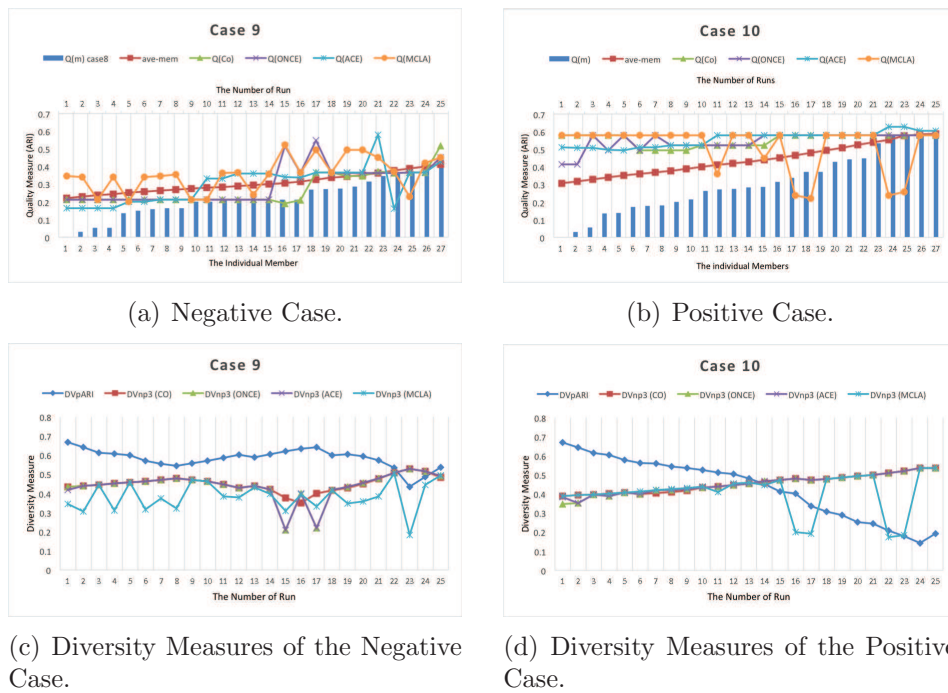 Case 9
Q(m) case8 ave-mem Q(Co) Q(ONCE) Q(ACE) Q(MCLA)
The Number of Run
1 2 3 4 5 6 7 8 9 10 11 12 13 14 15 16 17 18 19 20 21 22 23 24 25
Quality Measure (ARI)
0.7
0.6
0.5
0.4
0.3
0.2
0.1
0
1 2 3 4 5 6 7 8 9 10 11 12 13 14 15 16 17 18 19 20 21 22 23 24 25 26 27
The Individual Member
(a) Negative Case.
Case 10
Q(m) ave-mem Q(Co) Q(ONCE) Q(ACE) Q(MCLA)
The Number of Runs
1 2 3 4 5 6 7 8 9 10 11 12 13 14 15 16 17 18 19 20 21 22 23 24 25
Quality Measure (ARI)
0.7
0.6
0.5
0.4
0.3
0.2
0.1
0
1 2 3 4 5 6 7 8 9 10 11 12 13 14 15 16 17 18 19 20 21 22 23 24 25 26 27
The individual Members
(b) Positive Case.
Case 9
DVpARI DVnp3 (CO) DVnp3 (ONCE) DVnp3 (ACE) DVnp3 (MCLA)
Diversity Measure
0.8
0.7
0.6
0.5
0.4
0.3
0.2
0.1
0
1 2 3 4 5 6 7 8 9 10 11 12 13 14 15 16 17 18 19 20 21 22 23 24 25
The Number of Run
(c) Diversity Measures of the Negative
Case.
Case 10
DVpARI DVnp3 (CO) DVnp3 (ONCE) DVnp3 (ACE) DVnp3 (MCLA)
Diversity Measure
0.8
0.7
0.6
0.5
0.4
0.3
0.2
0.1
0
1 2 3 4 5 6 7 8 9 10 11 12 13 14 15 16 17 18 19 20 21 22 23 24 25
The Number of Run
(d) Diversity Measures of the Positive
Case.